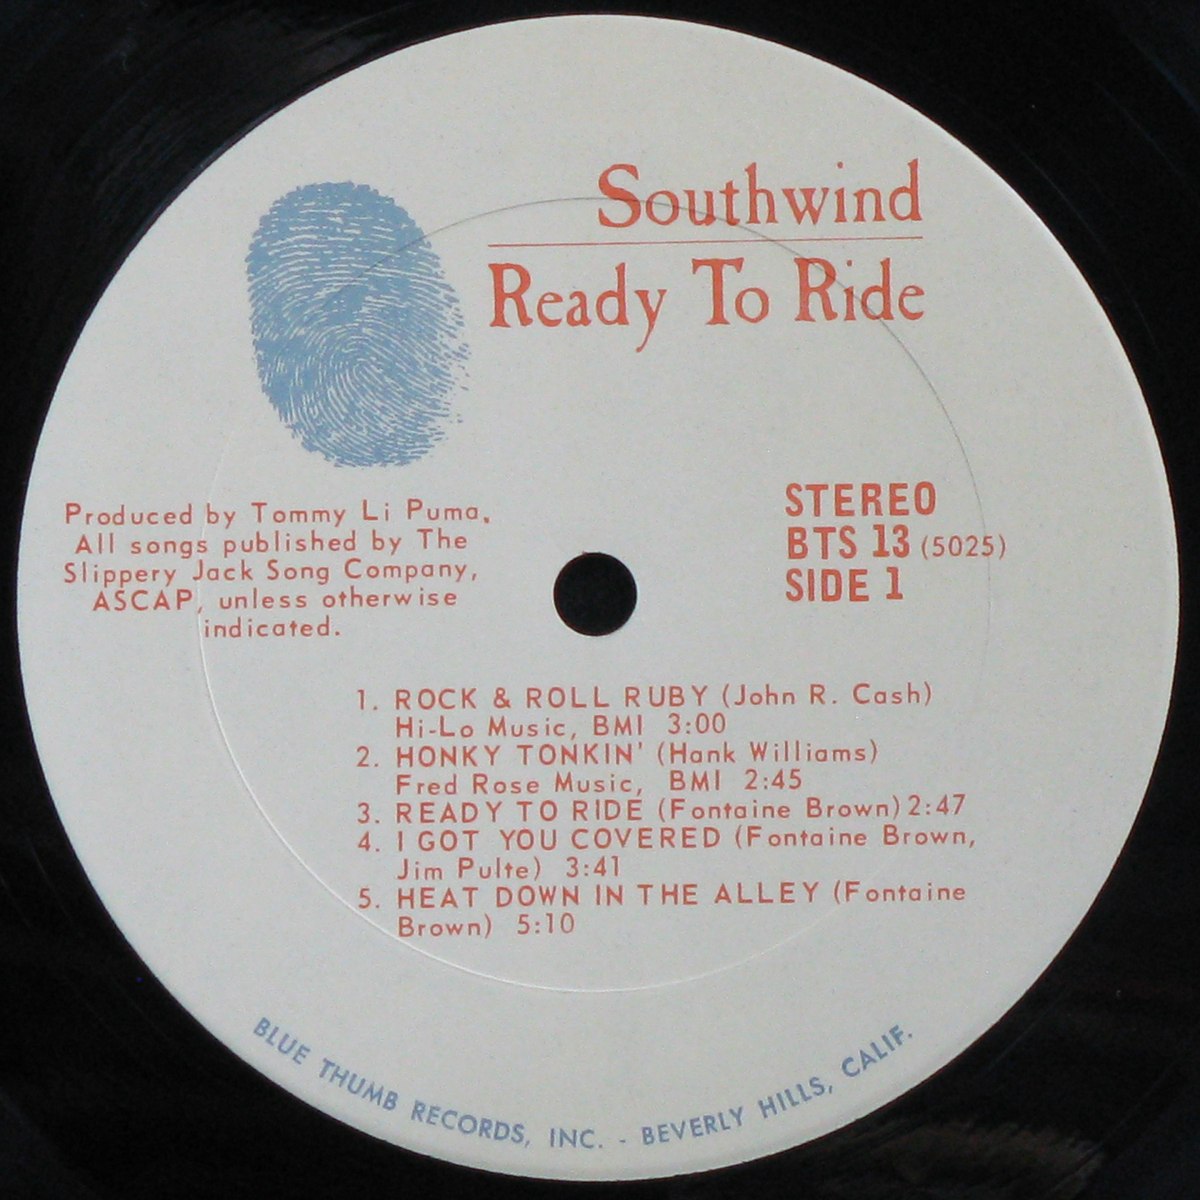 Southwind
Ready To Ride
Produced by Tommy Li Puma.
All songs published by The
Slippery Jack Song Company,
ASCAP, unless otherwise
indicated.
STEREO
BTS 13 (5025)
SIDE 1
1. ROCK & ROLL RUBY (John R. Cash)
Hi-Lo Music, BMI 3:00
2. HONKY TONKIN' (Hank Williams)
Fred Rose Music, BMI 2:45
3. READY TO RIDE (Fontaine Brown) 2:47
4. I GOT YOU COVERED (Fontaine Brown,
Jim Pulte) 3:41
5. HEAT DOWN IN THE ALLEY (Fontaine
Brown) 5:10
BLUE THUMB RECORDS, INC. - BEVERLY HILLS, CALIF.